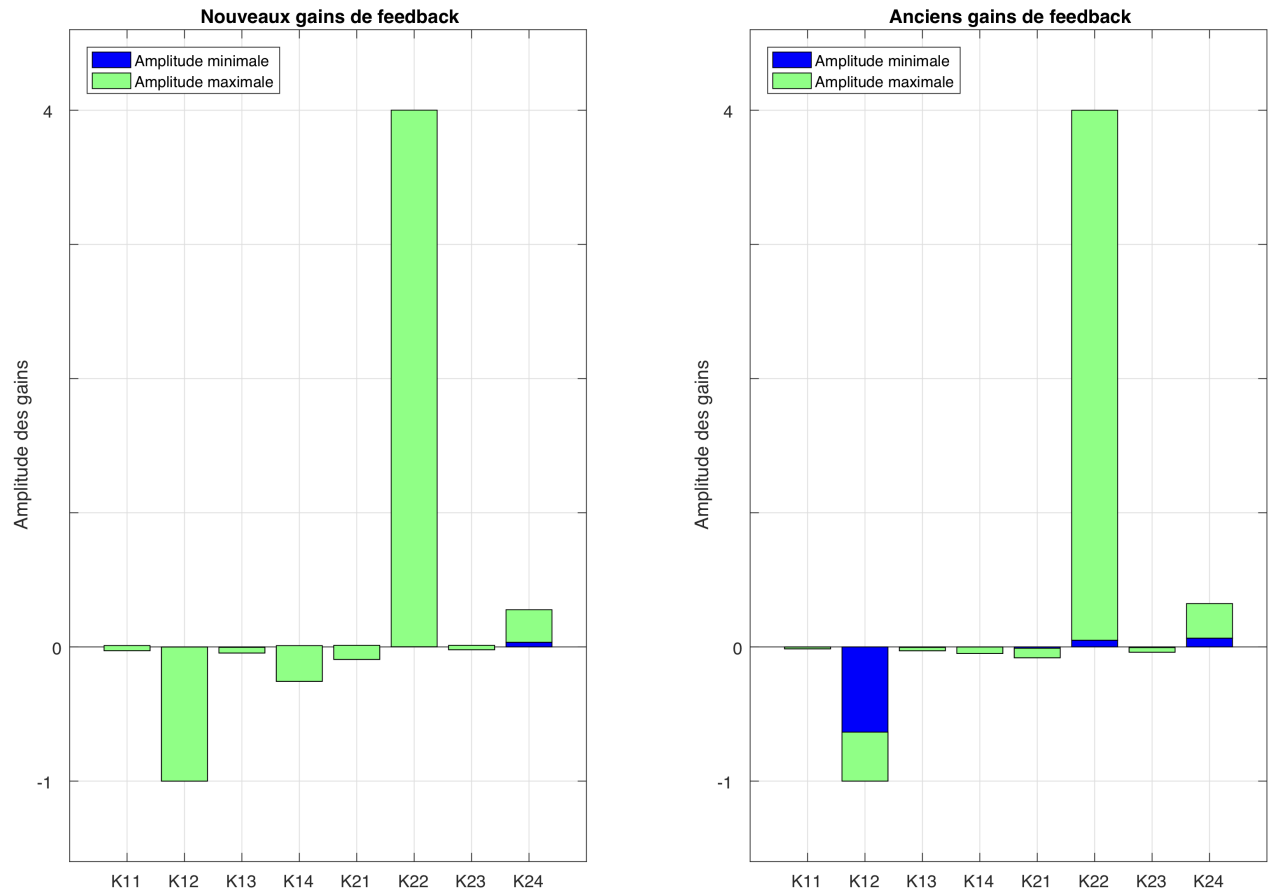 Nouveaux gains de feedback
Amplitude minimale
Amplitude maximale
Amplitude des gains
4
0
-1
K11 K12 K13 K14 K21 K22 K23 K24
Anciens gains de feedback
Amplitude minimale
Amplitude maximale
Amplitude des gains
4
0
-1
K11 K12 K13 K14 K21 K22 K23 K24